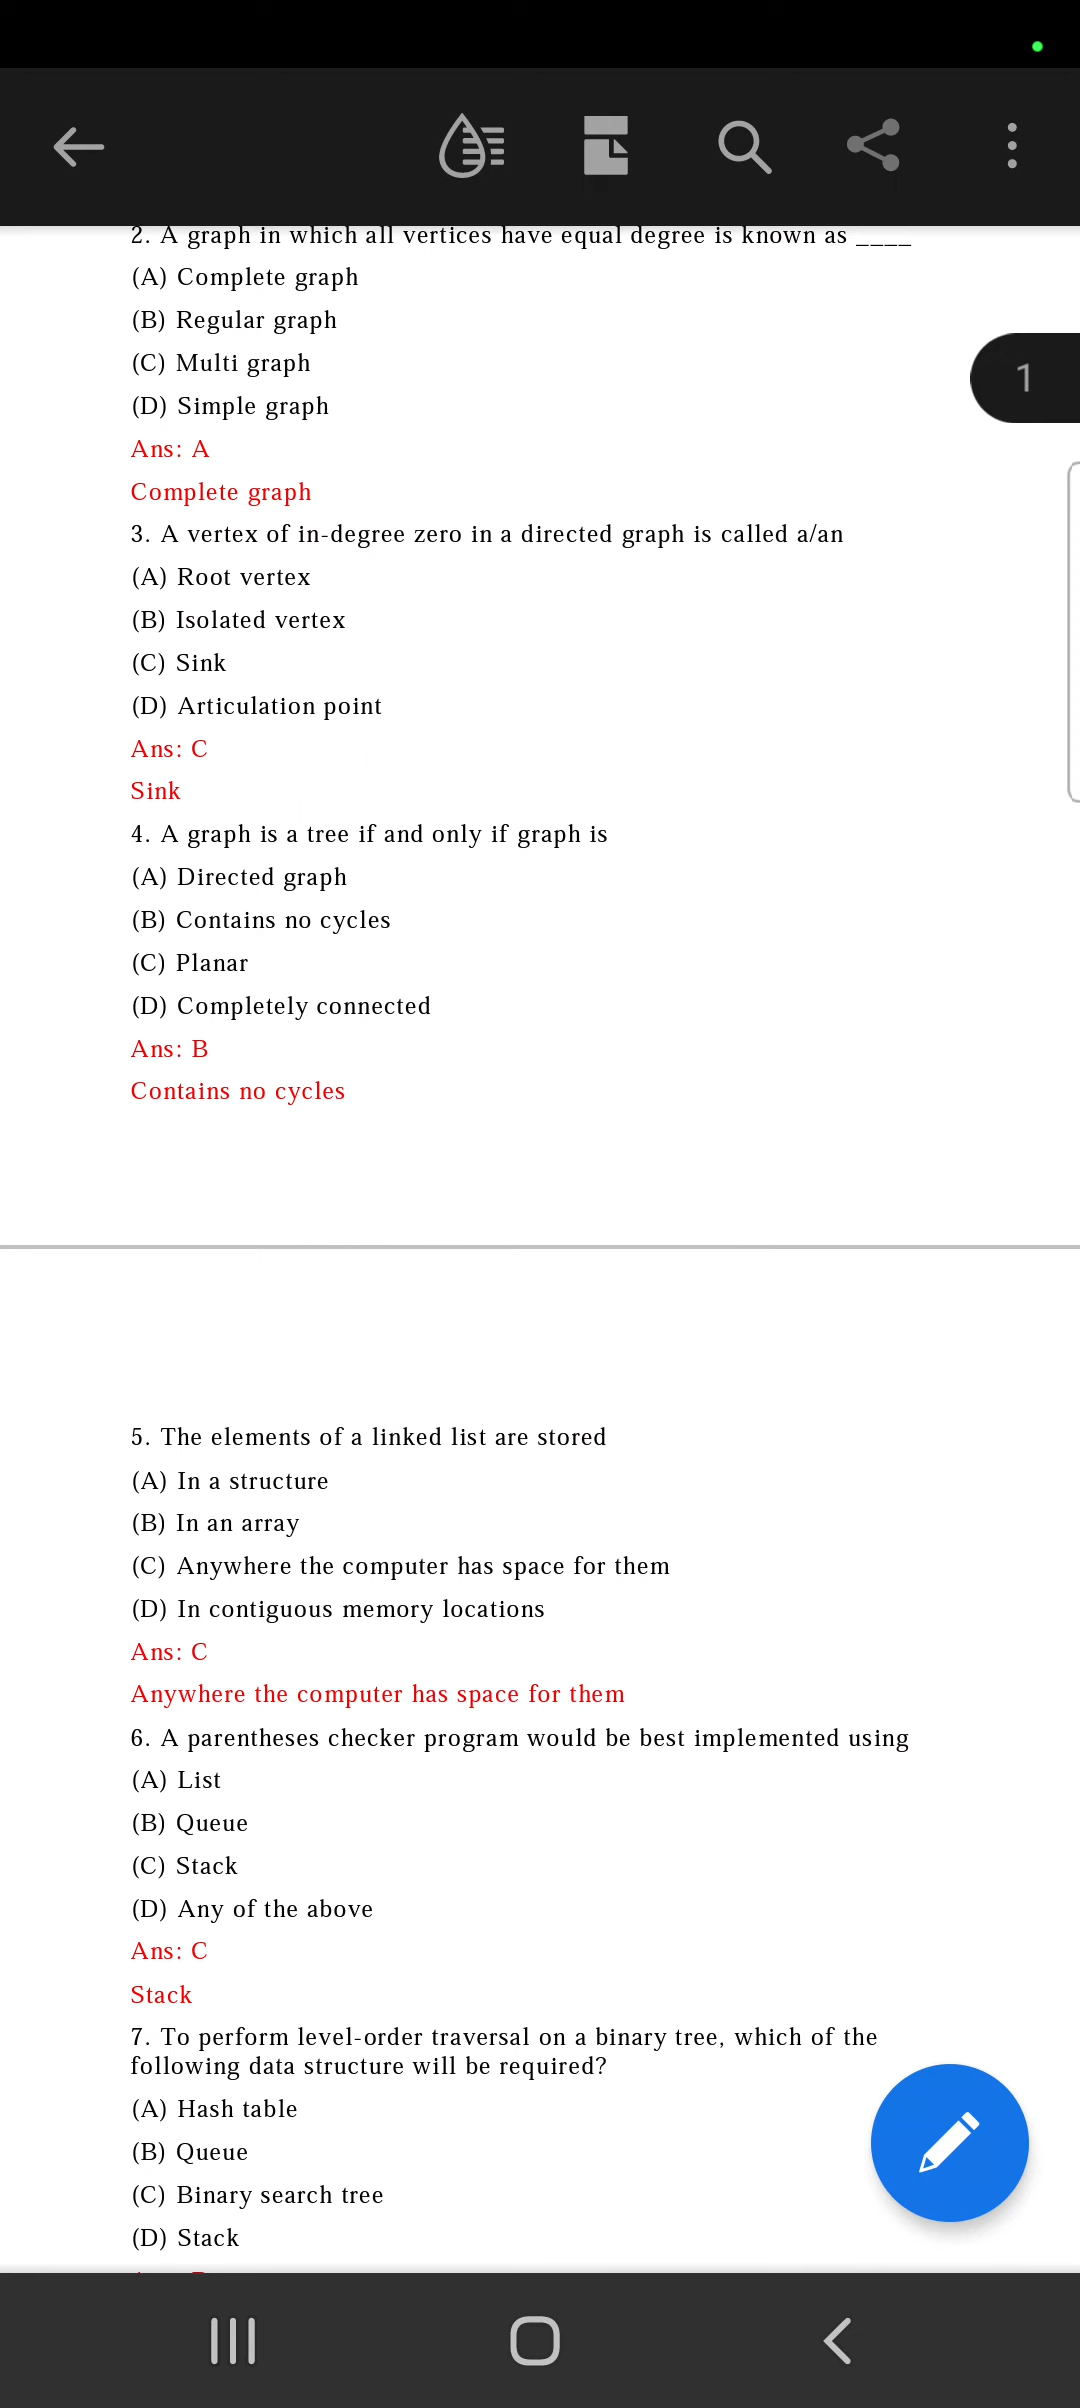 2. A graph in which all vertices have equal degree is known as ____
(A) Complete graph
(B) Regular graph
(C) Multi graph
(D) Simple graph
1
Ans: A
Complete graph
3. A vertex of in-degree zero in a directed graph is called a/an
(A) Root vertex
(B) Isolated vertex
(C) Sink
(D) Articulation point
Ans: C
Sink
4. A graph is a tree if and only if graph is
(A) Directed graph
(B) Contains no cycles
(C) Planar
(D) Completely connected
Ans: B
Contains no cycles
5. The elements of a linked list are stored
(A) In a structure
(B) In an array
(C) Anywhere the computer has space for them
(D) In contiguous memory locations
Ans: C
Anywhere the computer has space for them
6. A parentheses checker program would be best implemented using
(A) List
(B) Queue
(C) Stack
(D) Any of the above
Ans: C
Stack
7. To perform level-order traversal on a binary tree, which of the
following data structure will be required?
(A) Hash table
(B) Queue
(C) Binary search tree
(D) Stack